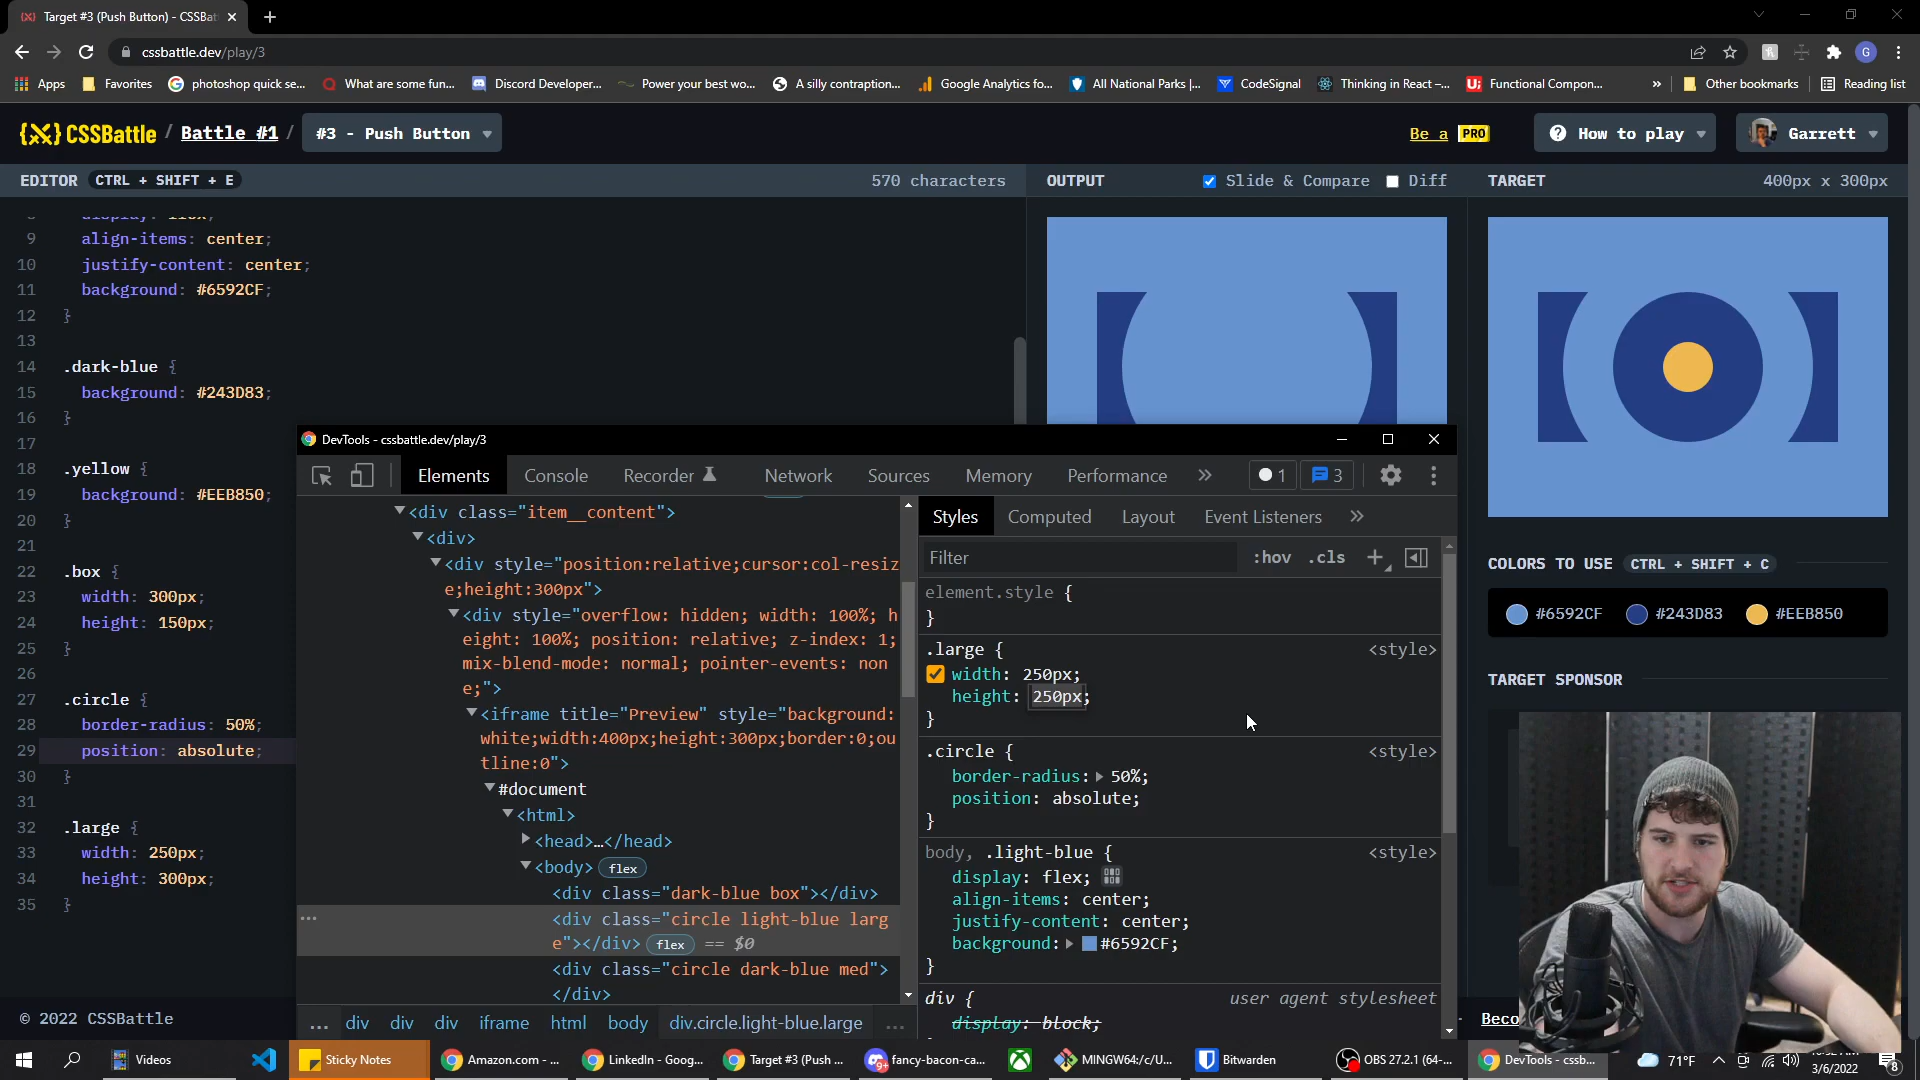 Target #3 (Push Button) - CSSBat
cssbattle.dev/play/3
Apps
Favorites
photoshop quick se...
What are some fun...
Discord Developer...
Power your best wo...
A silly contraption...
Google Analytics fo...
All National Parks |...
CodeSignal
Thinking in React –...
Functional Compon...
»
Other bookmarks
Reading list
{X} CSSBattle / Battle #1 / #3 - Push Button
Be a PRO
How to play
Garrett
EDITOR CTRL + SHIFT + E
570 characters
OUTPUT
Slide & Compare
Diff
TARGET
400px x 300px
9 align-items: center;
10 justify-content: center;
11 background: #6592CF;
12 }
13
14 .dark-blue {
15 background: #243D83;
16 }
17
18 .yellow {
19 background: #EEB850;
20 }
21
22 .box {
23 width: 300px;
24 height: 150px;
25 }
26
27 .circle {
28 border-radius: 50%;
29 position: absolute;
30 }
31
32 .large {
33 width: 250px;
34 height: 300px;
35 }
© 2022 CSSBattle
DevTools - cssbattle.dev/play/3
Elements
Console
Recorder
Network
Sources
Memory
Performance
»
1
3
<div class="item__content">
<div>
<div style="position:relative;cursor:col-resiz
e;height:300px">
<div style="overflow: hidden; width: 100%; h
eight: 100%; position: relative; z-index: 1;
mix-blend-mode: normal; pointer-events: non
e;">
<iframe title="Preview" style="background:
white;width:400px;height:300px;border:0;ou
tline:0">
#document
<html>
<head>…</head>
<body> flex
<div class="dark-blue box"></div>
<div class="circle light-blue larg
e"></div> flex == $0
<div class="circle dark-blue med">
</div>
... div div div iframe html body div.circle.light-blue.large ...
Styles
Computed
Layout
Event Listeners
»
Filter
:hov .cls +
element.style {
}
.large { <style>
width: 250px;
height: 250px;
}
.circle { <style>
border-radius: 50%;
position: absolute;
}
body, .light-blue { <style>
display: flex;
align-items: center;
justify-content: center;
background: #6592CF;
}
div { user agent stylesheet
display: block;
COLORS TO USE CTRL + SHIFT + C
#6592CF
#243D83
#EEB850
TARGET SPONSOR
Beco
Videos
Sticky Notes
Amazon.com - ...
LinkedIn - Goog...
Target #3 (Push ...
fancy-bacon-ca...
MINGW64:/c/U...
Bitwarden
OBS 27.2.1 (64-...
DevTools - cssb...
71°F
3/6/2022
8